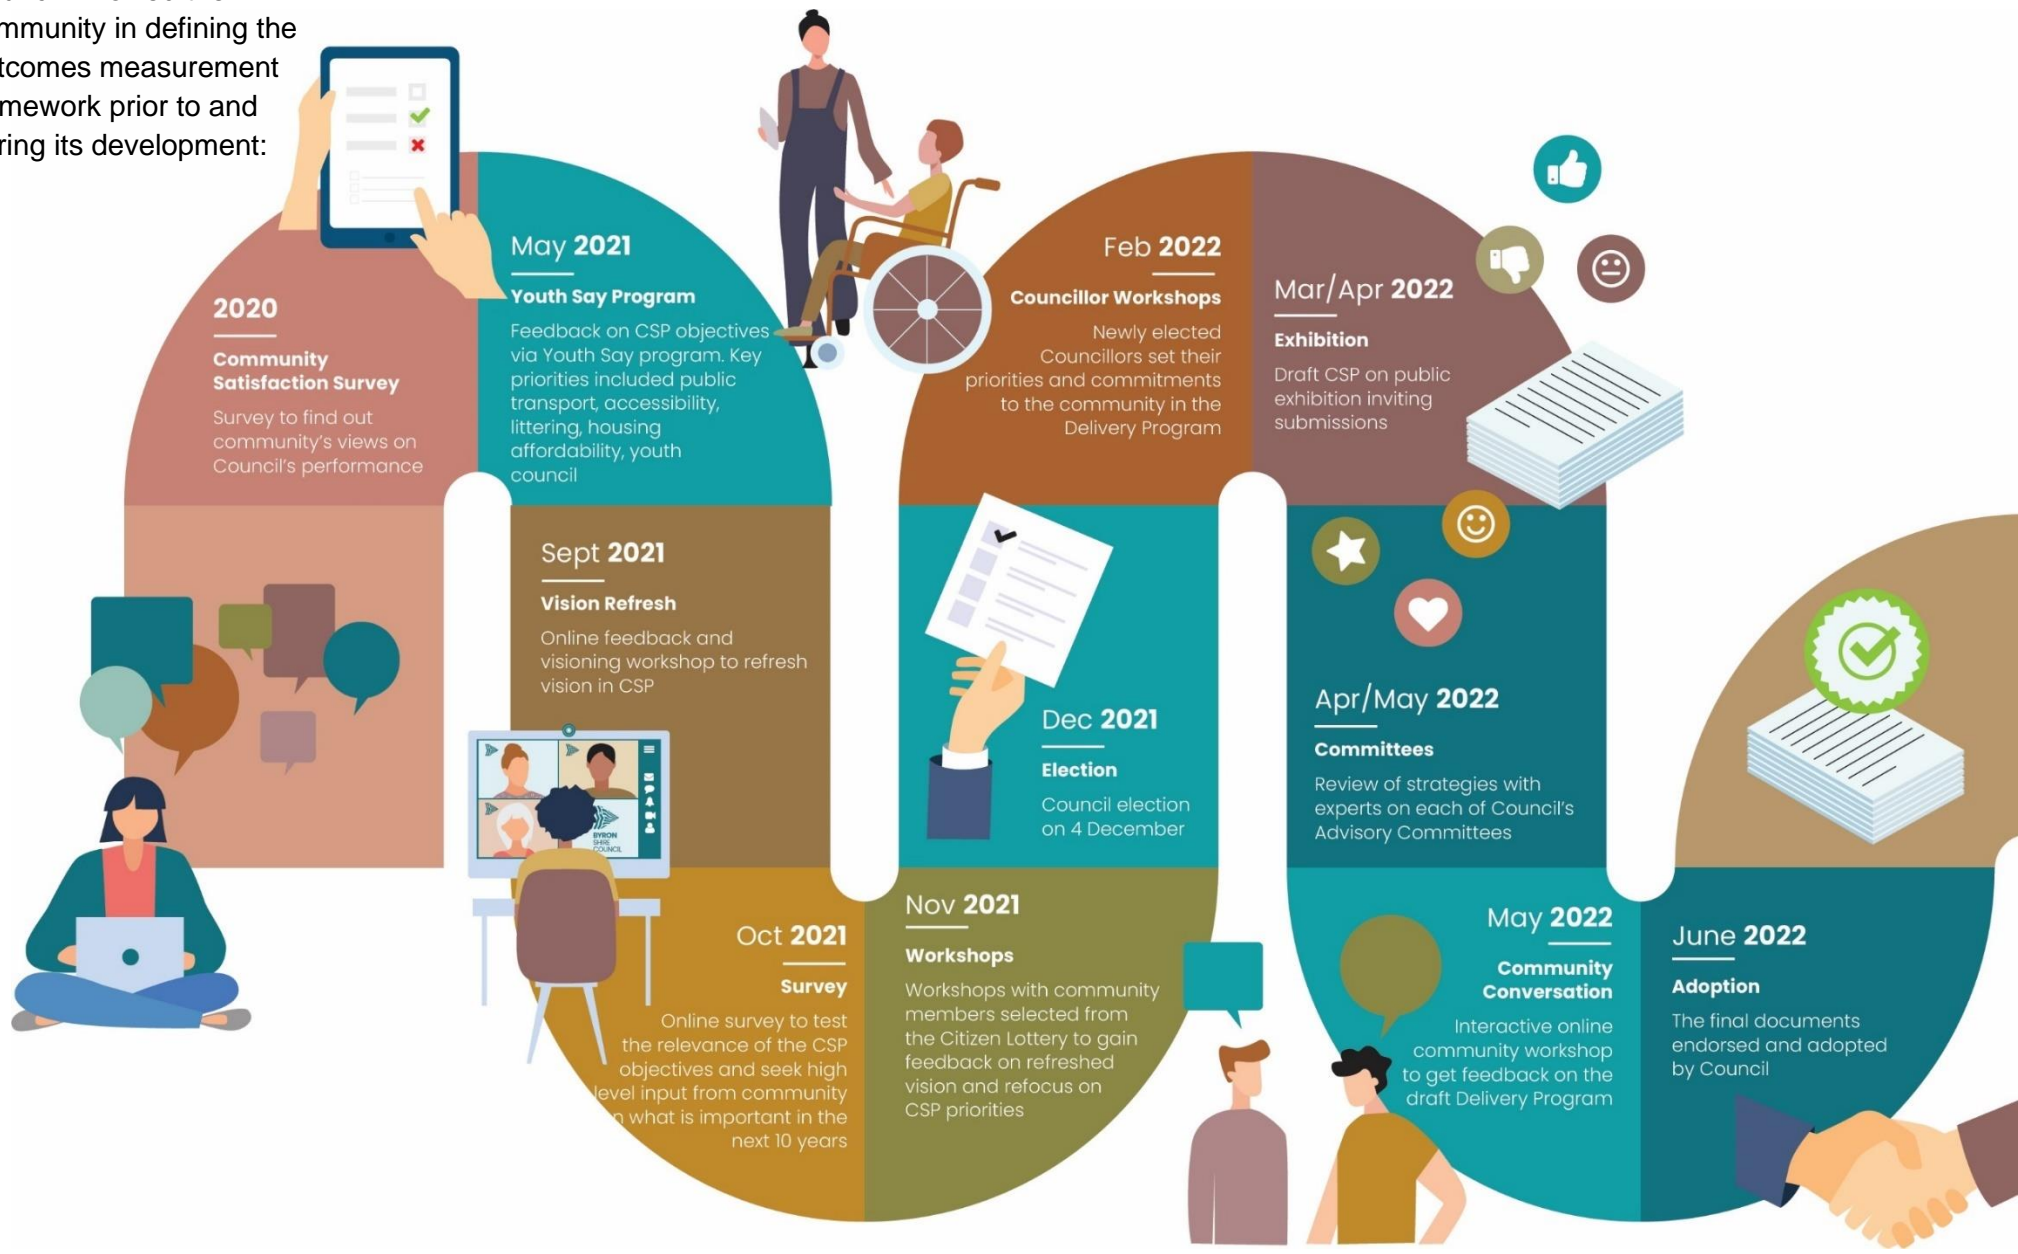 mmunity in defining the
tcomes measurement
mework prior to and
ring its development:
2020
Community
Satisfaction Survey
Survey to find out
community's views on
Council's performance
May 2021
Youth Say Program
Feedback on CSP objectives
via Youth Say program. Key
priorities included public
transport, accessibility,
littering, housing
affordability, youth
council
Sept 2021
Vision Refresh
Online feedback and
visioning workshop to refresh
vision in CSP
BYRON
SHIRE
COUNCIL
Oct 2021
Survey
Online survey to test
the relevance of the CSP
objectives and seek high
level input from community
n what is important in the
next 10 years
Nov 2021
Workshops
Workshops with community
members selected from
the Citizen Lottery to gain
feedback on refreshed
vision and refocus on
CSP priorities
Dec 2021
Election
Council election
on 4 December
Feb 2022
Councillor Workshops
Newly elected
Councillors set their
priorities and commitments
to the community in the
Delivery Program
Mar/Apr 2022
Exhibition
Draft CSP on public
exhibition inviting
submissions
Apr/May 2022
Committees
Review of strategies with
experts on each of Council's
Advisory Committees
May 2022
Community
Conversation
Interactive online
community workshop
to get feedback on the
draft Delivery Program
June 2022
Adoption
The final documents
endorsed and adopted
by Council